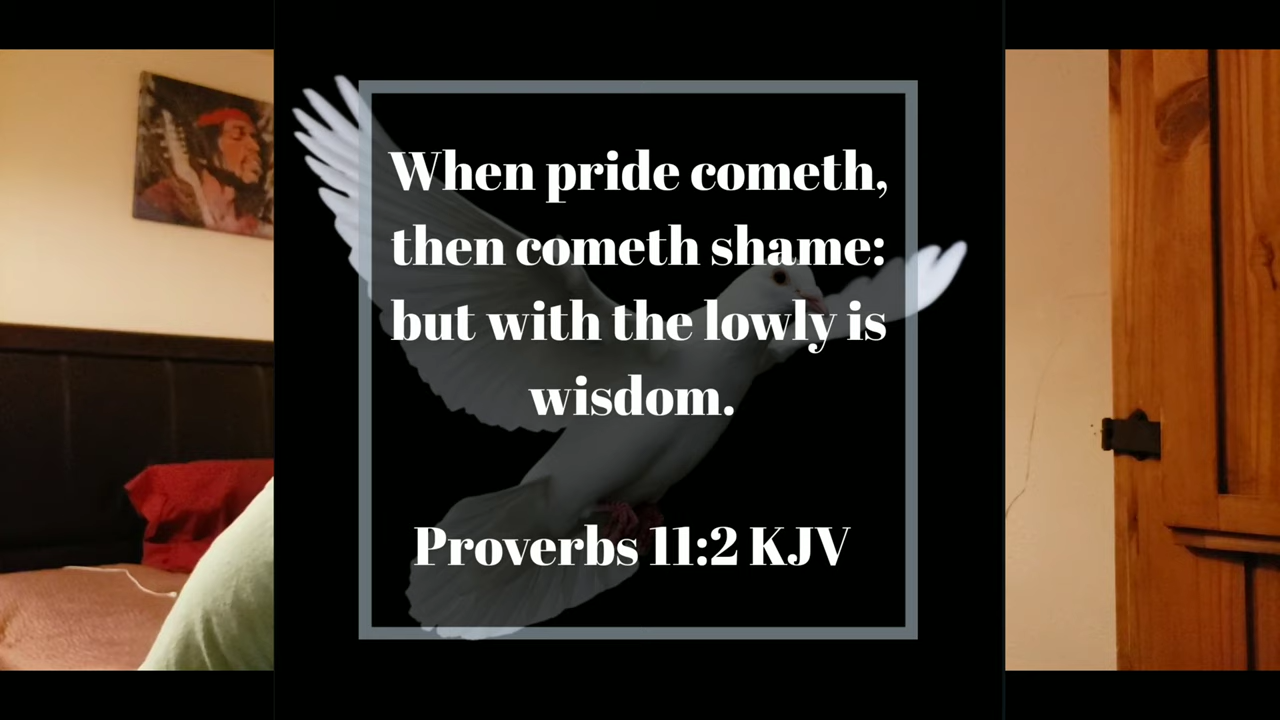 When pride cometh,
then cometh shame:
but with the lowly is
wisdom.
Proverbs 11:2 KJV